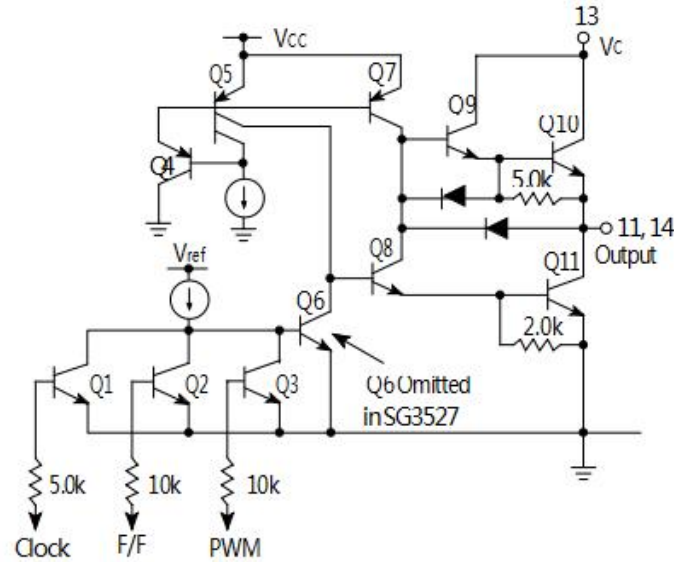 13
Vcc
Vc
Q5
Q7
Q9
Q10
Q4
5.0k
11, 14
Output
Vref
Q8
Q11
Q6
2.0k
Q1
Q2
Q3
Q6 Omitted
in SG3527
5.0k
10k
10k
Clock
F/F
PWM